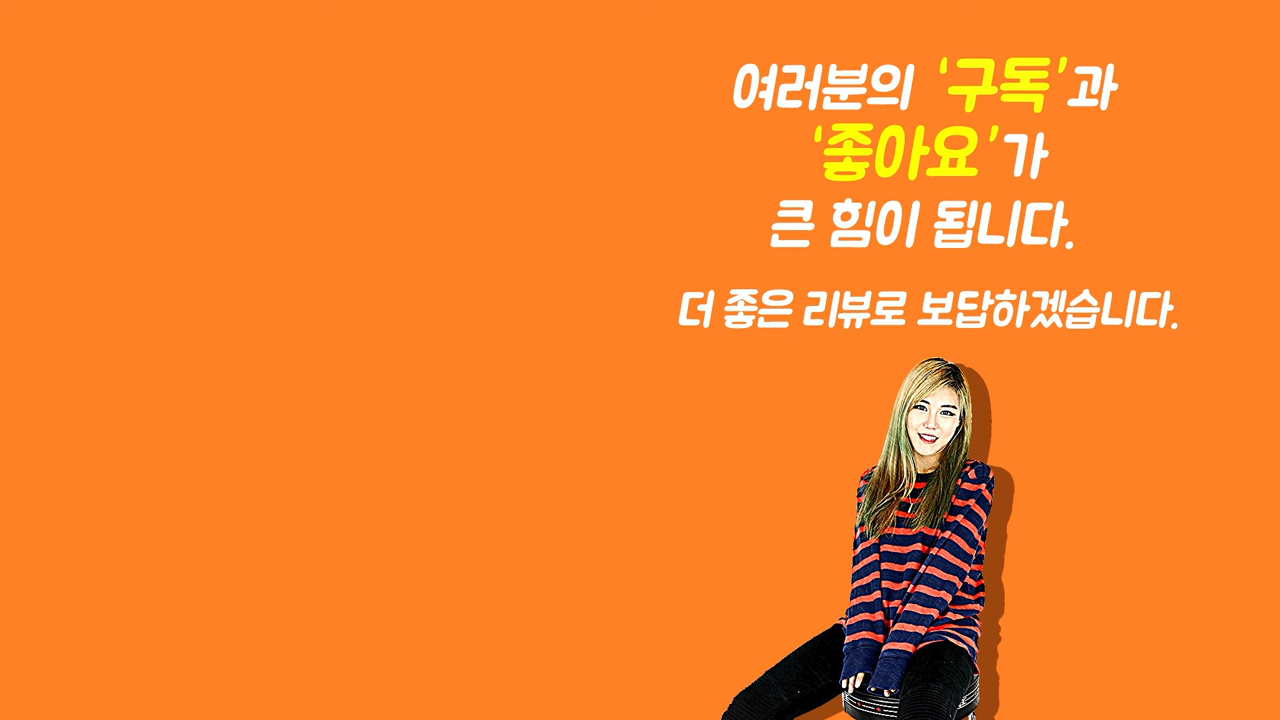 여러분의 ‘구독’과
‘좋아요’가
큰 힘이 됩니다.
더 좋은 리뷰로 보답하겠습니다.